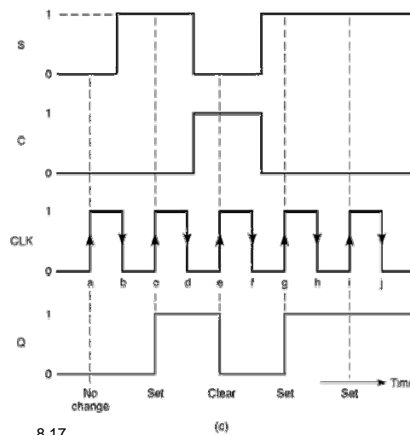 1
S
0
1
C
0
1
CLK
0
a b c d e f g h i j
1
Q
0
No change Set Clear Set Set Time
8.17
(c)